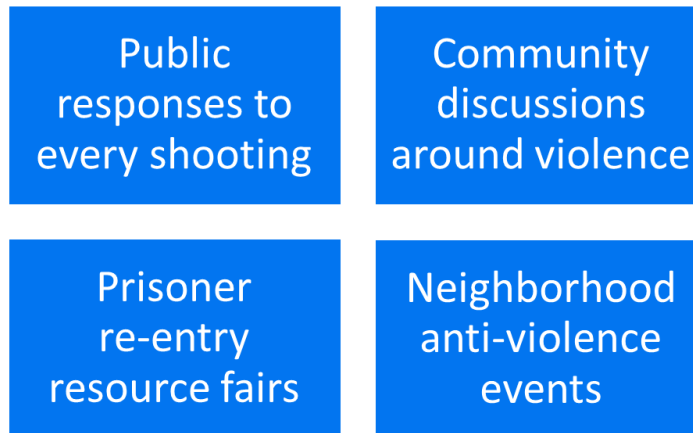 Public
responses to
every shooting
Community
discussions
around violence
Prisoner
re-entry
resource fairs
Neighborhood
anti-violence
events